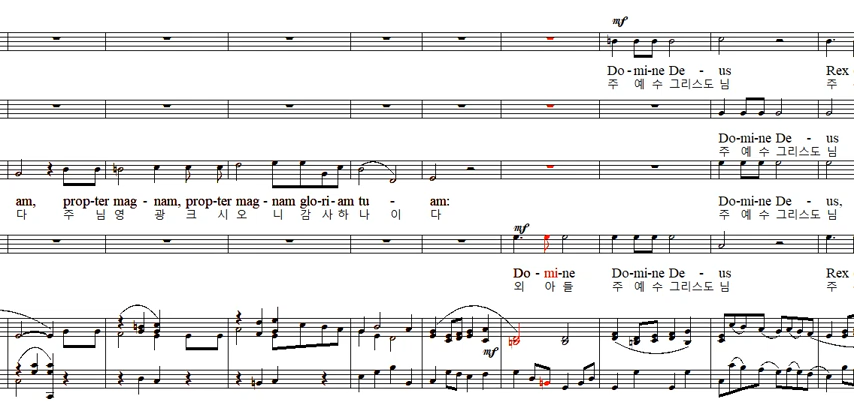 mf
Do - mi-ne De - us Rex
주 예 수 그리스도 님 주
Do-mi-ne De - us
주 예 수 그리스도 님
am, prop-ter mag - nam, prop-ter mag - nam glo-ri-am tu - am: Do-mi-ne De - us,
다 주 님 영 광 크 시 오 니 감 사 하 나 이 다 주 예 수 그리스도 님
mf
Do - mi-ne Do-mi-ne De - us Rex
외 아 들 주 예 수 그리스도 님 주
mf